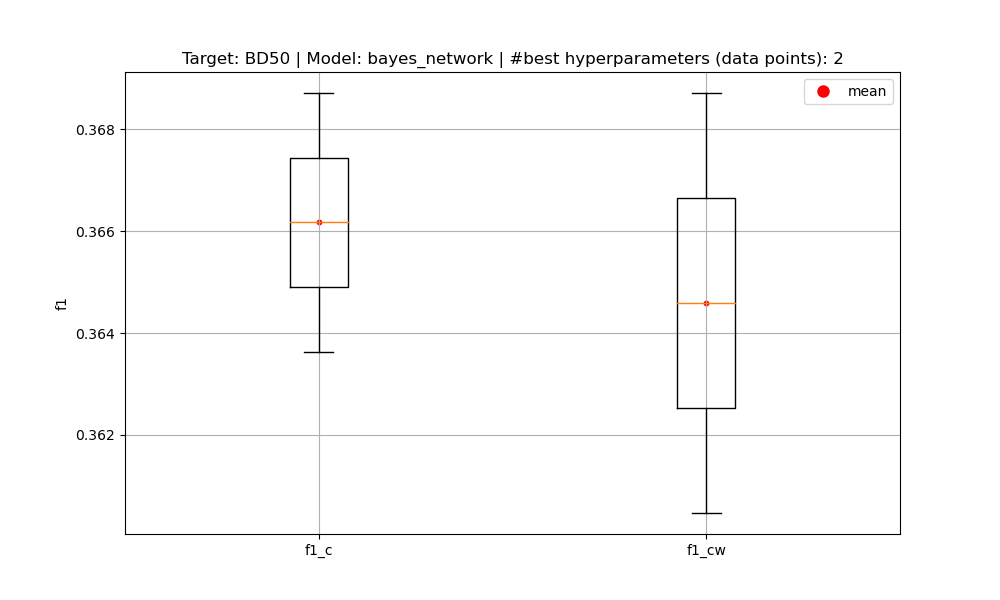 Target: BD50 | Model: bayes_network | #best hyperparameters (data points): 2
mean
0.368
0.366
0.364
0.362
f1
f1_c
f1_cw